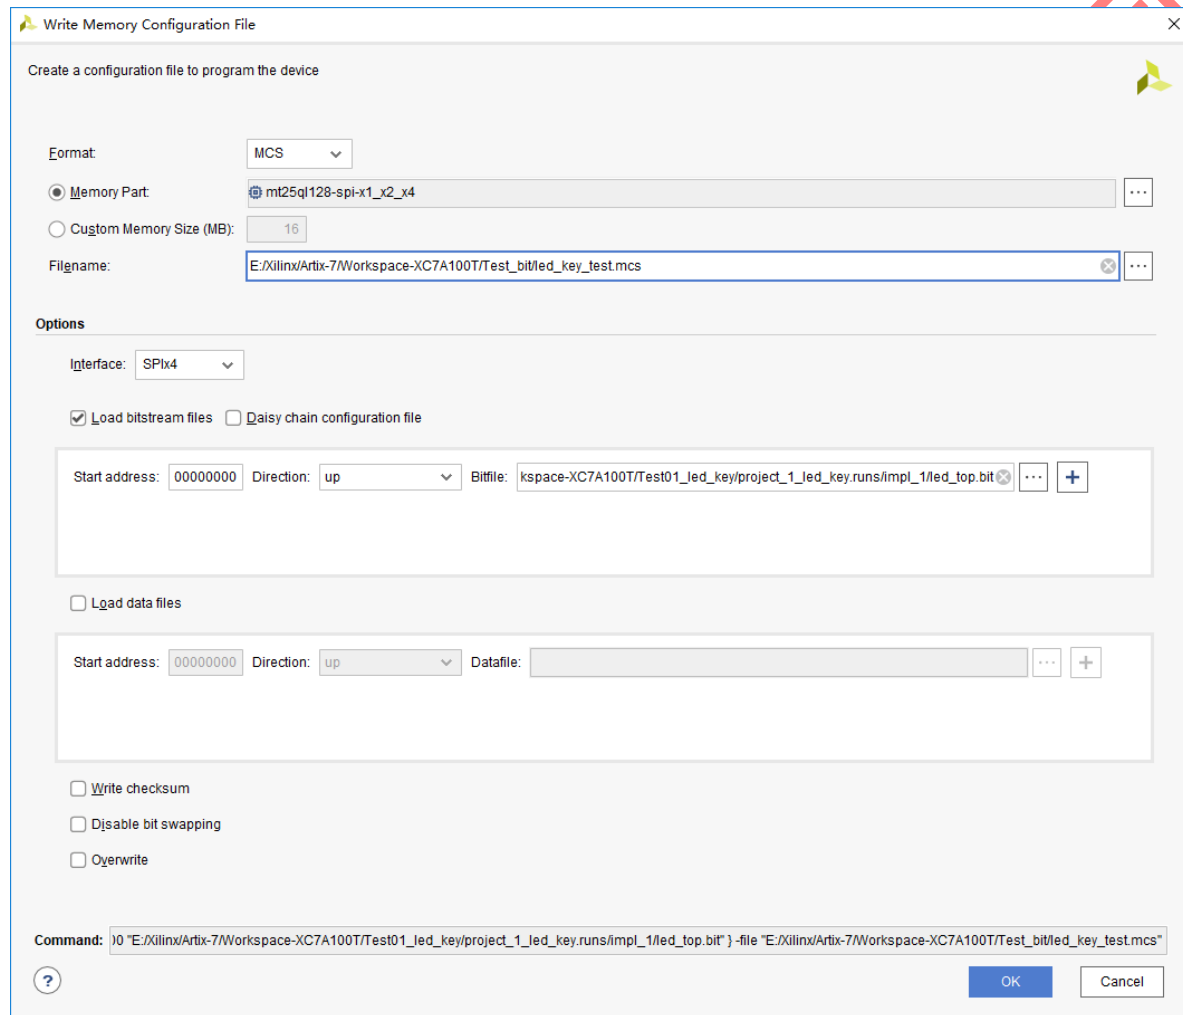 Write Memory Configuration File
Create a configuration file to program the device
Format: MCS
Memory Part: mt25ql128-spi-x1_x2_x4 ...
Custom Memory Size (MB): 16
Filename: E:/Xilinx/Artix-7/Workspace-XC7A100T/Test_bit/led_key_test.mcs ...
Options
Interface: SPIx4
Load bitstream files Daisy chain configuration file
Start address: 00000000 Direction: up Bitfile: kspace-XC7A100T/Test01_led_key/project_1_led_key.runs/impl_1/led_top.bit ... +
Load data files
Start address: 00000000 Direction: up Datafile: ... +
Write checksum
Disable bit swapping
Overwrite
Command: )0 "E:/Xilinx/Artix-7/Workspace-XC7A100T/Test01_led_key/project_1_led_key.runs/impl_1/led_top.bit" } -file "E:/Xilinx/Artix-7/Workspace-XC7A100T/Test_bit/led_key_test.mcs"
? OK Cancel